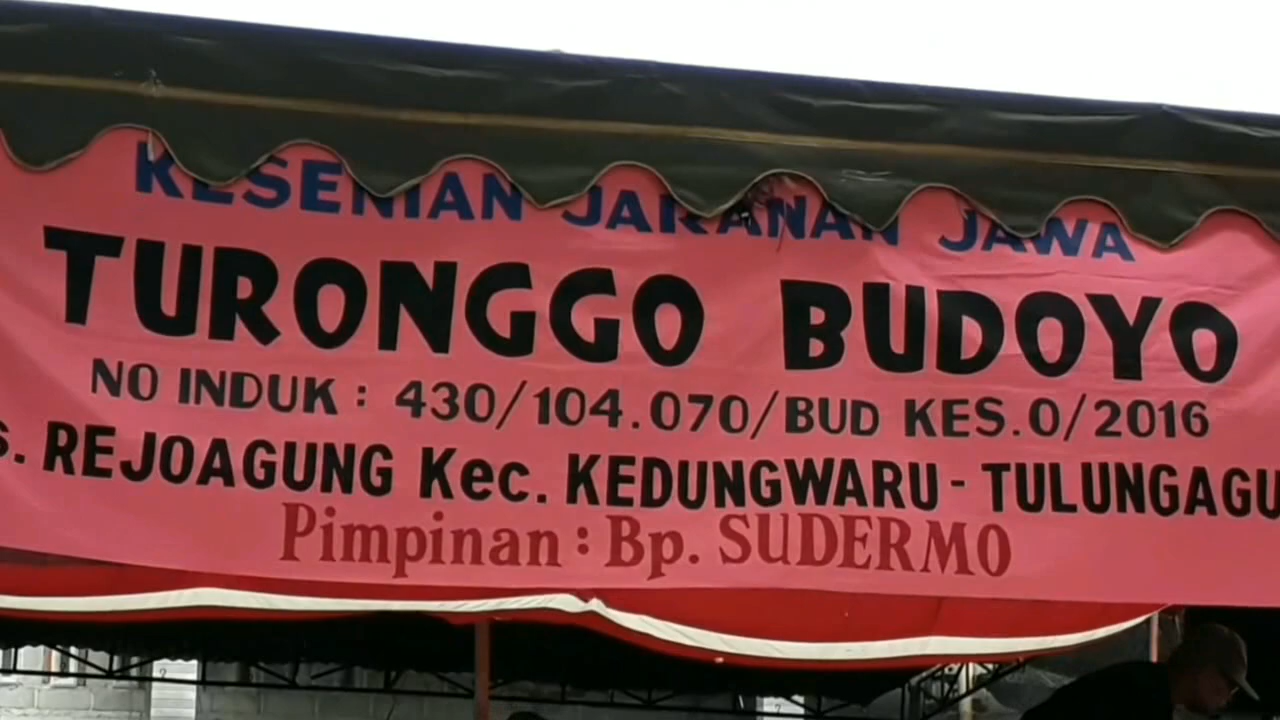 KESENIAN JARANAN JAWA
TURONGGO BUDOYO
NO INDUK : 430/104.070/BUD KES.0/2016
S. REJOAGUNG Kec. KEDUNGWARU - TULUNGAGU
Pimpinan : Bp. SUDERMO